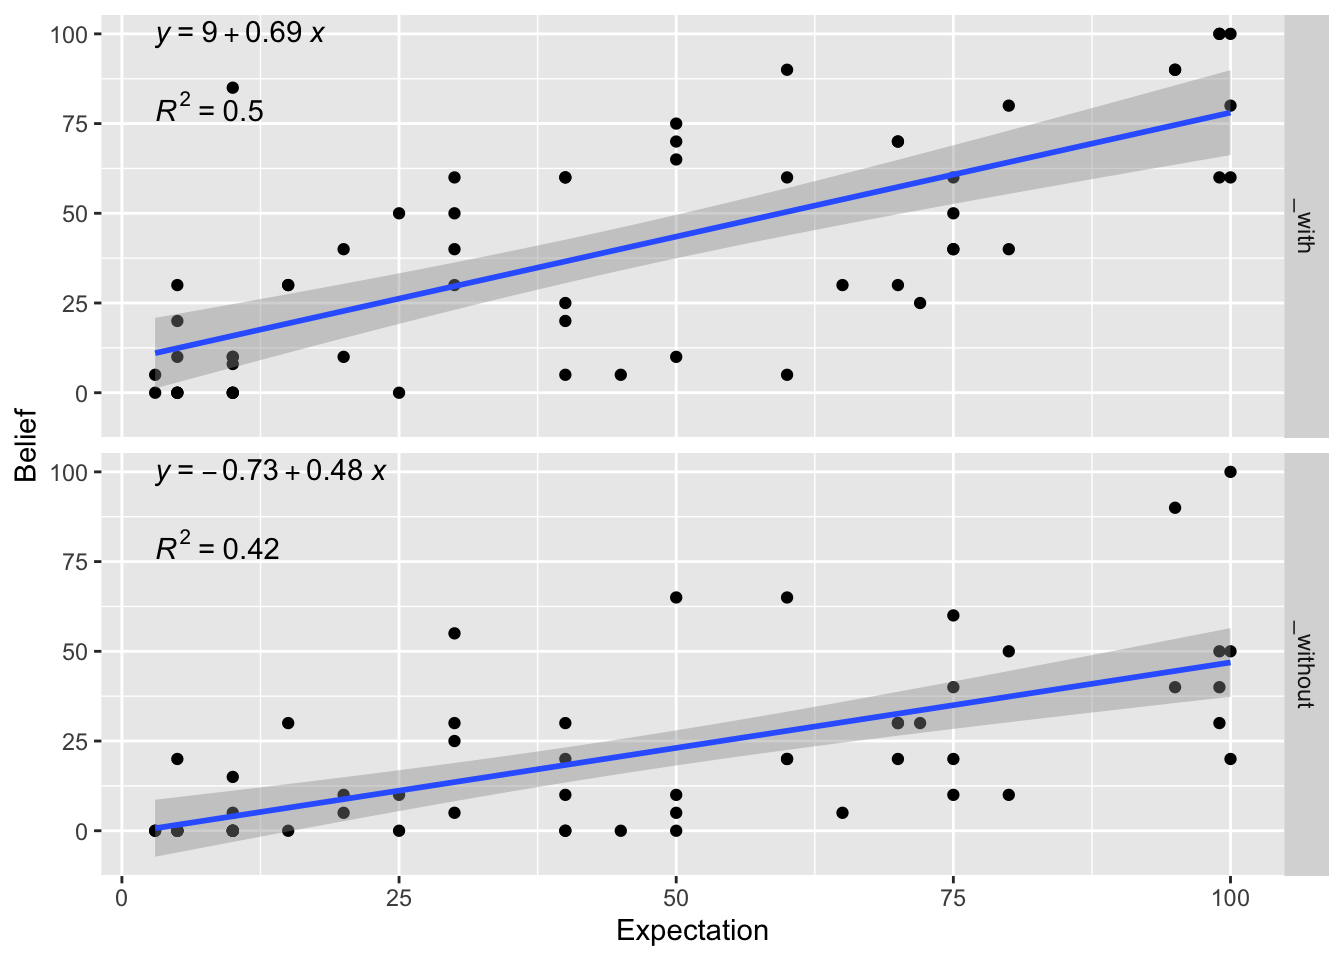 y = 9 + 0.69 x
R² = 0.5
100
75
50
25
0
_with
Belief
y = − 0.73 + 0.48 x
R² = 0.42
100
75
50
25
0
_without
0 25 50 75 100
Expectation